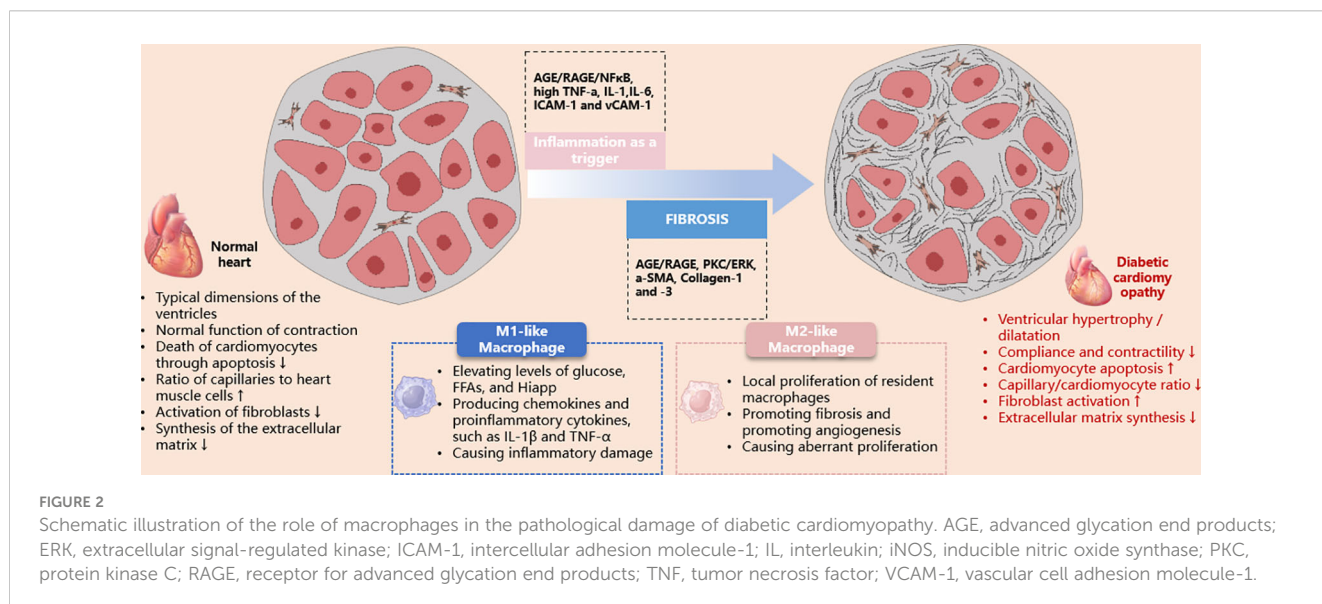 AGE/RAGE/NFκB,
high TNF-a, IL-1,IL-6,
ICAM-1 and vCAM-1
Inflammation as a
trigger
FIBROSIS
AGE/RAGE, PKC/ERK,
a-SMA, Collagen-1
and -3
Normal
heart
• Typical dimensions of the
ventricles
• Normal function of contraction
• Death of cardiomyocytes
through apoptosis ↓
• Ratio of capillaries to heart
muscle cells ↑
• Activation of fibroblasts ↓
• Synthesis of the extracellular
matrix ↓
M1-like
Macrophage
• Elevating levels of glucose,
FFAs, and Hiapp
• Producing chemokines and
proinflammatory cytokines,
such as IL-1β and TNF-α
• Causing inflammatory damage
M2-like
Macrophage
• Local proliferation of resident
macrophages
• Promoting fibrosis and
promoting angiogenesis
• Causing aberrant proliferation
Diabetic
cardiomy
opathy
• Ventricular hypertrophy /
dilatation
• Compliance and contractility ↓
• Cardiomyocyte apoptosis ↑
• Capillary/cardiomyocyte ratio ↓
• Fibroblast activation ↑
• Extracellular matrix synthesis ↓
FIGURE 2
Schematic illustration of the role of macrophages in the pathological damage of diabetic cardiomyopathy. AGE, advanced glycation end products;
ERK, extracellular signal-regulated kinase; ICAM-1, intercellular adhesion molecule-1; IL, interleukin; iNOS, inducible nitric oxide synthase; PKC,
protein kinase C; RAGE, receptor for advanced glycation end products; TNF, tumor necrosis factor; VCAM-1, vascular cell adhesion molecule-1.